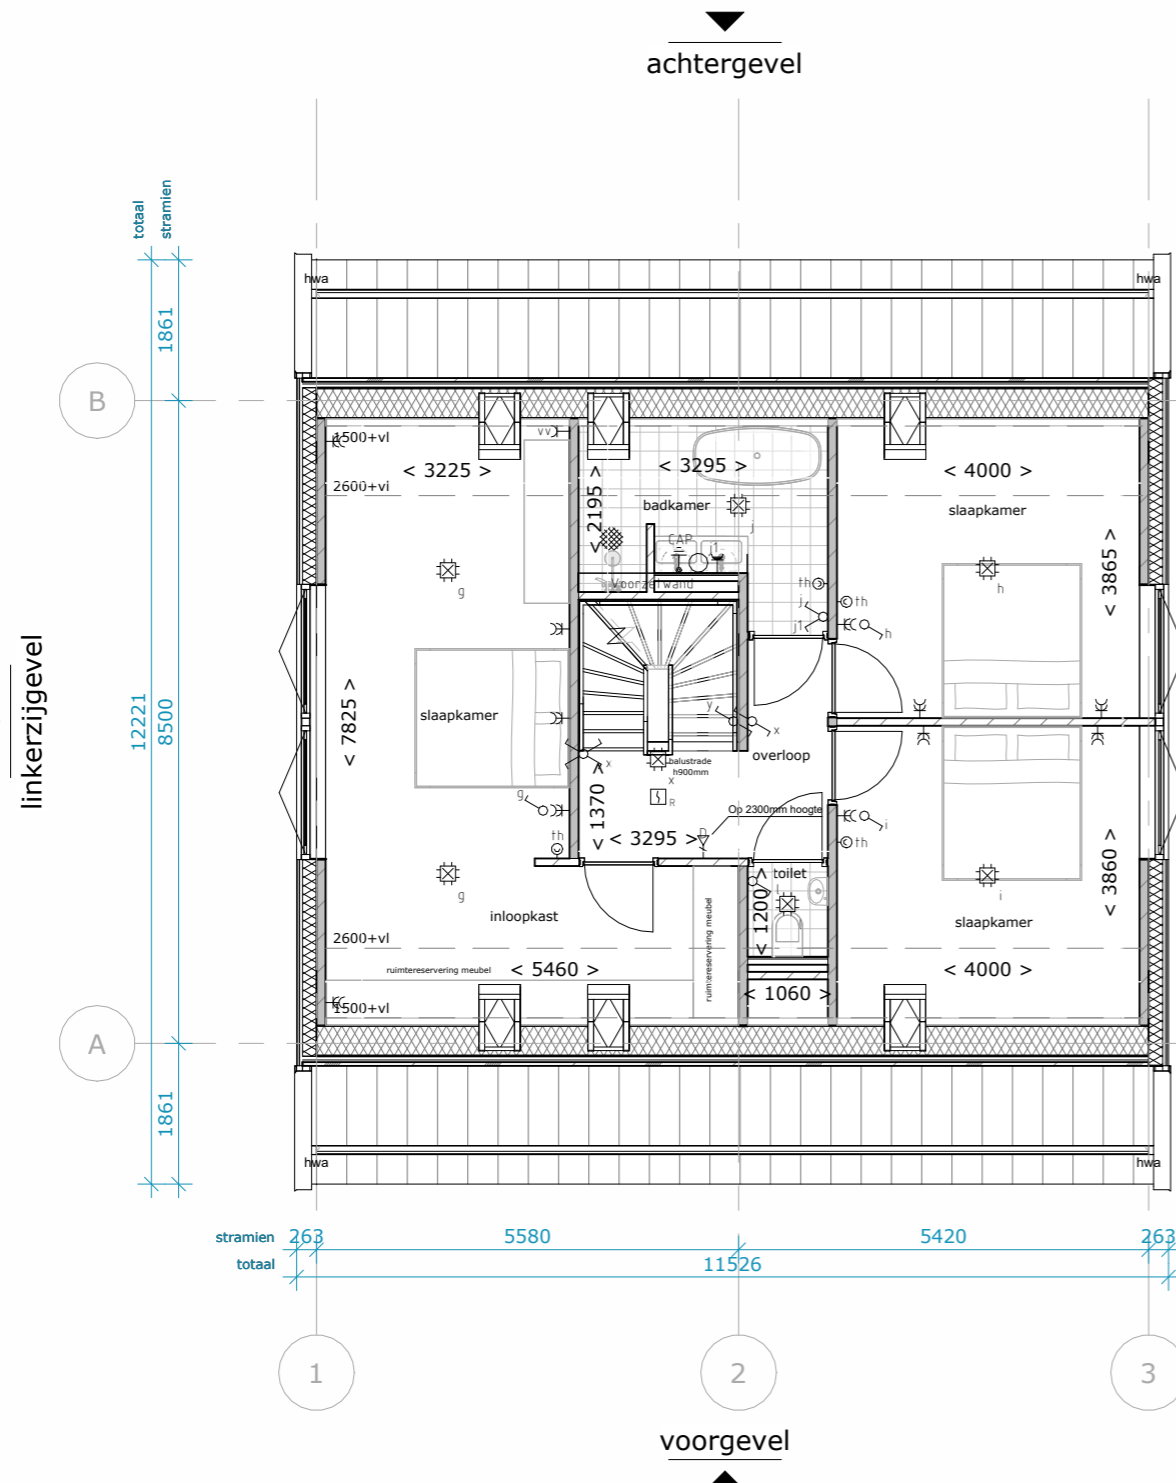 achtergevel
totaal
stramien
hwa
hwa
1861
B
1500+vl
vv
< 3225 >
< 3295 >
< 4000 >
2600+vi
< 2195 >
badkamer
slaapkamer
j
CAP
j1
< 3865 >
g
h
Voorzetwand
th
j
th
j1
h
linkerzijgevel
12221
8500
< 7825 >
slaapkamer
y
x
overloop
x
balustrade
h900mm
x
R
g
< 1370 >
Op 2300mm hoogte
< 3295 >
i
th
th
toilet
< 3860 >
g
< 1200 >
i
inloopkast
ruimtereservering meubel
slaapkamer
2600+vl
ruimtereservering meubel
< 5460 >
< 4000 >
< 1060 >
1500+vl
A
1861
hwa
hwa
stramien
263
5580
5420
263
totaal
11526
1
2
3
voorgevel